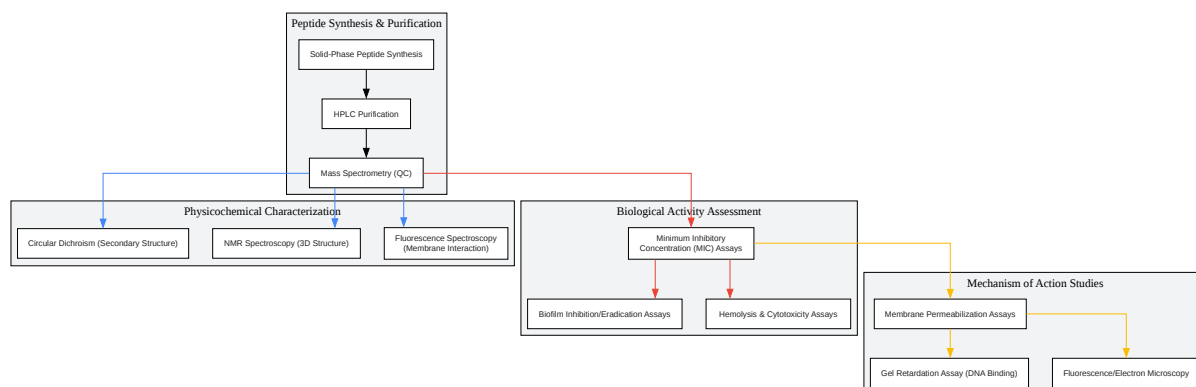 Peptide Synthesis & Purification
Solid-Phase Peptide Synthesis
HPLC Purification
Mass Spectrometry (QC)
Physicochemical Characterization
Circular Dichroism (Secondary Structure)
NMR Spectroscopy (3D Structure)
Fluorescence Spectroscopy
(Membrane Interaction)
Biological Activity Assessment
Minimum Inhibitory
Concentration (MIC) Assays
Biofilm Inhibition/Eradication Assays
Hemolysis & Cytotoxicity Assays
Mechanism of Action Studies
Membrane Permeabilization Assays
Gel Retardation Assay (DNA Binding)
Fluorescence/Electron Microscopy